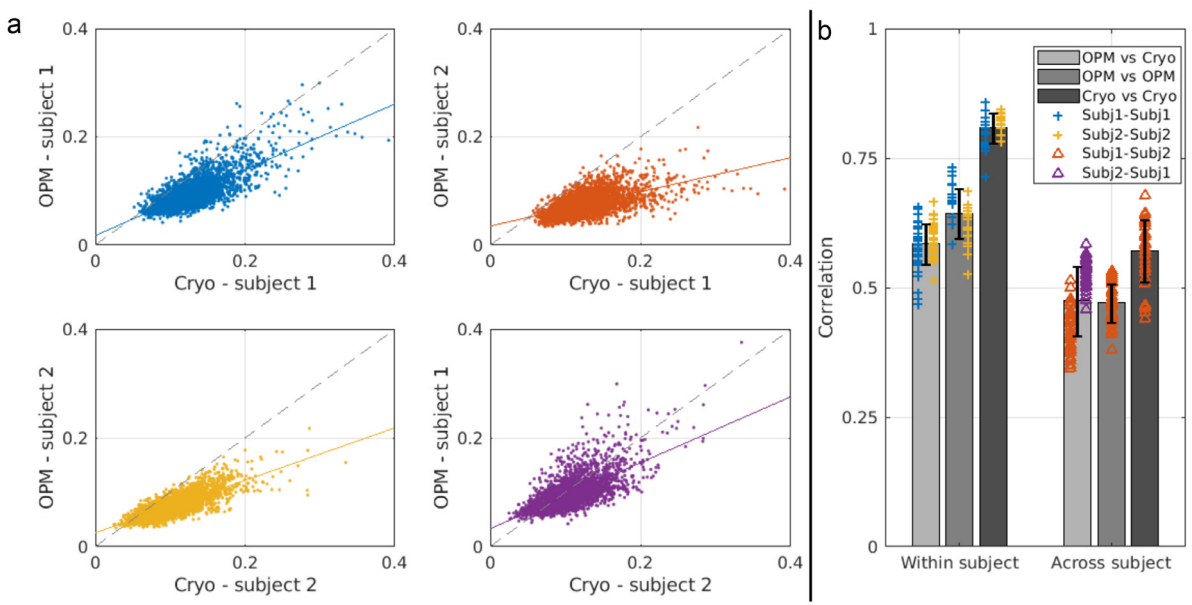 a
0.4
0.2
0
0
0.2
0.4
OPM - subject 1
Cryo - subject 1
0.4
0.2
0
0
0.2
0.4
OPM - subject 2
Cryo - subject 1
0.4
0.2
0
0
0.2
0.4
OPM - subject 2
Cryo - subject 2
0.4
0.2
0
0
0.2
0.4
OPM - subject 1
Cryo - subject 2
b
1
0.75
0.5
0.25
0
Correlation
OPM vs Cryo
OPM vs OPM
Cryo vs Cryo
Subj1-Subj1
Subj2-Subj2
Subj1-Subj2
Subj2-Subj1
Within subject
Across subject